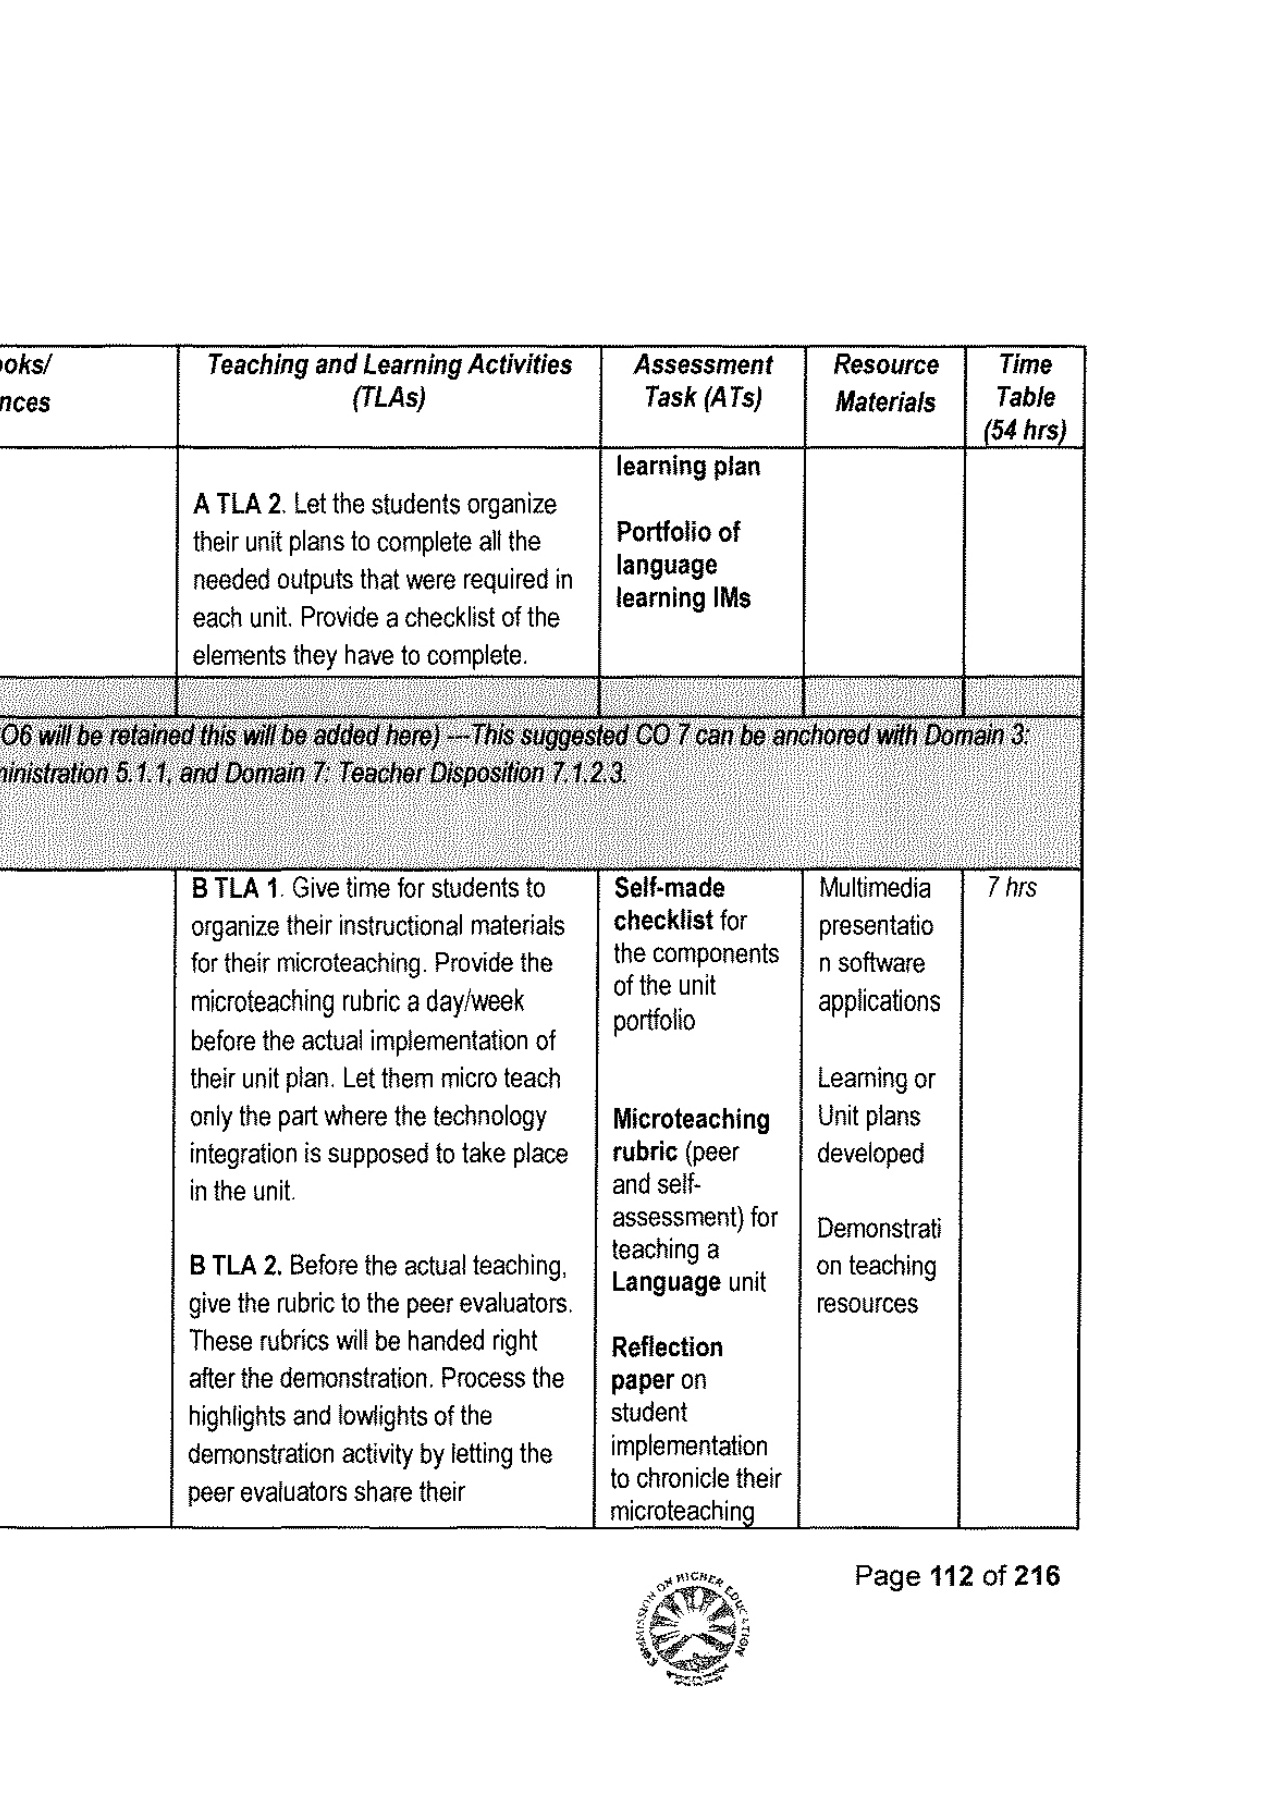 ooks/
nces
Teaching and Learning Activities
(TLAs)
Assessment
Task (ATs)
Resource
Materials
Time
Table
(54 hrs)
A TLA 2. Let the students organize
their unit plans to complete all the
needed outputs that were required in
each unit. Provide a checklist of the
elements they have to complete.
learning plan
Portfolio of
language
learning IMs
O6 will be retained this will be added here) —This suggested CO 7 can be anchored with Domain 3:
ministration 5.1.1, and Domain 7: Teacher Disposition 7.1.2.3.
B TLA 1. Give time for students to
organize their instructional materials
for their microteaching. Provide the
microteaching rubric a day/week
before the actual implementation of
their unit plan. Let them micro teach
only the part where the technology
integration is supposed to take place
in the unit.
B TLA 2. Before the actual teaching,
give the rubric to the peer evaluators.
These rubrics will be handed right
after the demonstration. Process the
highlights and lowlights of the
demonstration activity by letting the
peer evaluators share their
Self-made
checklist for
the components
of the unit
portfolio
Microteaching
rubric (peer
and self-
assessment) for
teaching a
Language unit
Reflection
paper on
student
implementation
to chronicle their
microteaching
Multimedia
presentatio
n software
applications
Learning or
Unit plans
developed
Demonstrati
on teaching
resources
7 hrs
Page 112 of 216
COMMISSION ON HIGHER EDUCATION